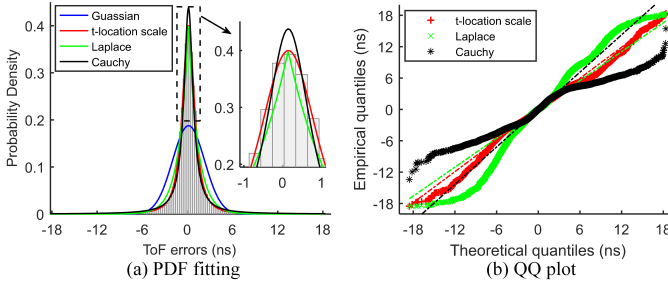 Guassian
t-location scale
Laplace
Cauchy
0.4
0.3
0.2
0.1
0
Probability Density
0.4
0.3
0.2
-1 0 1
-18 -12 -6 0 6 12 18
ToF errors (ns)
(a) PDF fitting
t-location scale
Laplace
Cauchy
18
12
6
0
-6
-12
-18
Empirical quantiles (ns)
-18 -12 -6 0 6 12 18
Theoretical quantiles (ns)
(b) QQ plot